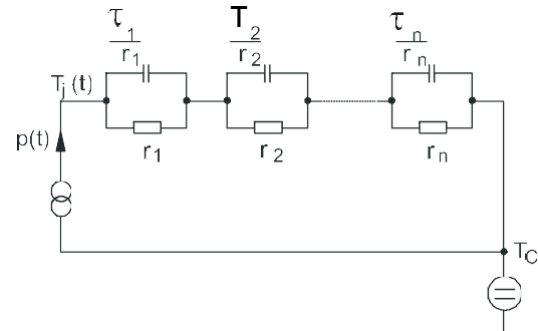 τ1 T2 τn
r1 r2 rn
Tj (t)
p(t)
r1 r2 rn
TC